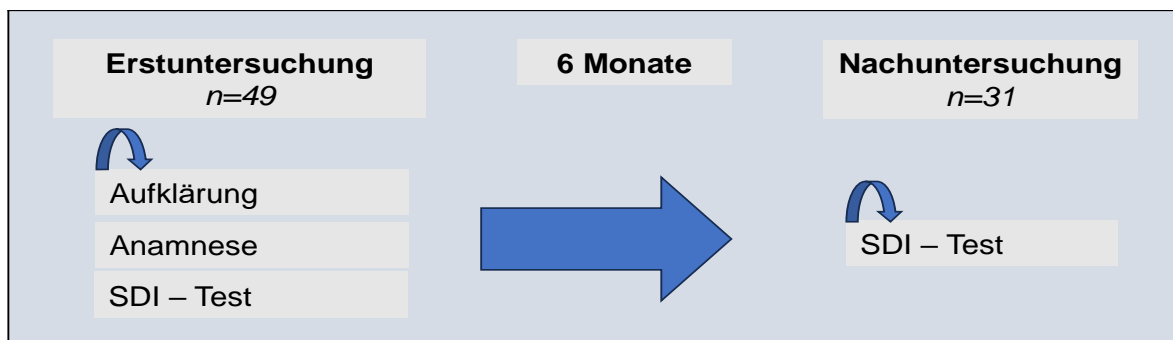 Erstuntersuchung
n=49
Aufklärung
Anamnese
SDI – Test
6 Monate
Nachuntersuchung
n=31
SDI – Test